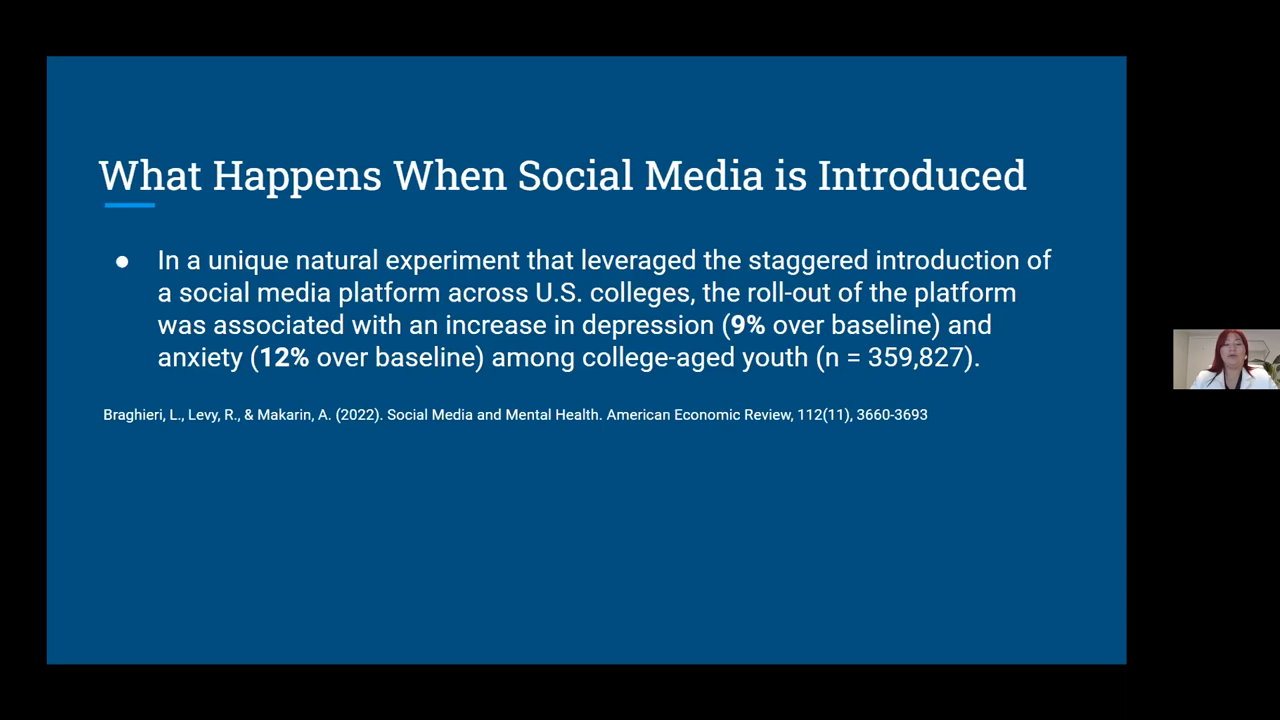 What Happens When Social Media is Introduced
● In a unique natural experiment that leveraged the staggered introduction of
a social media platform across U.S. colleges, the roll-out of the platform
was associated with an increase in depression (9% over baseline) and
anxiety (12% over baseline) among college-aged youth (n = 359,827).
Braghieri, L., Levy, R., & Makarin, A. (2022). Social Media and Mental Health. American Economic Review, 112(11), 3660-3693